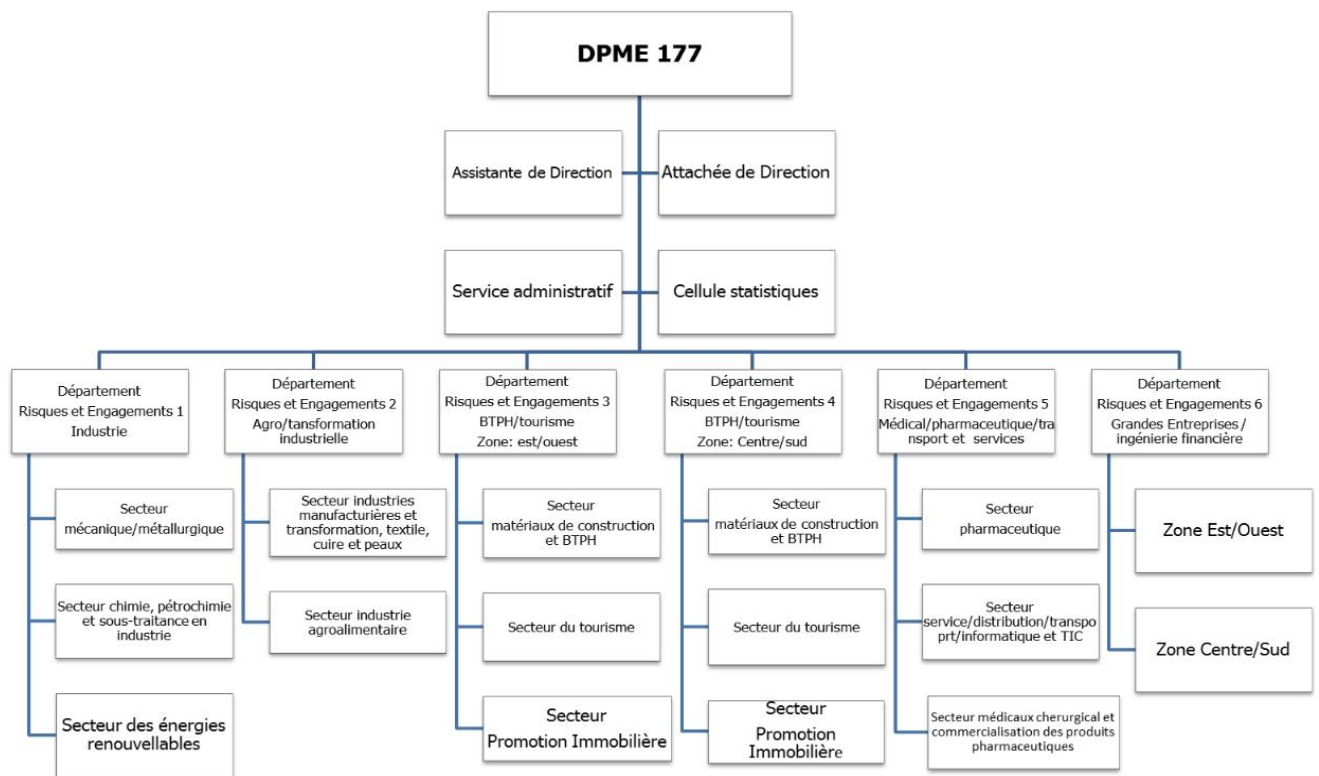 DPME 177
Assistante de Direction
Attachée de Direction
Service administratif
Cellule statistiques
Département
Risques et Engagements 1
Industrie
Département
Risques et Engagements 2
Agro/tansformation
industrielle
Département
Risques et Engagements 3
BTPH/tourisme
Zone: est/ouest
Département
Risques et Engagements 4
BTPH/tourisme
Zone: Centre/sud
Département
Risques et Engagements 5
Médical/pharmaceutique/tra
nsport et services
Département
Risques et Engagements 6
Grandes Entreprises /
ingénierie financière
Secteur
mécanique/métallurgique
Secteur chimie, pétrochimie
et sous-traitance en
industrie
Secteur des énergies
renouvellables
Secteur industries
manufacturières et
transformation, textile,
cuire et peaux
Secteur industrie
agroalimentaire
Secteur
matériaux de construction
et BTPH
Secteur du tourisme
Secteur
Promotion Immobilière
Secteur
matériaux de construction
et BTPH
Secteur du tourisme
Secteur
Promotion
Immobilière
Secteur
pharmaceutique
Secteur
service/distribution/transpo
prt/informatique et TIC
Secteur médicaux cherurgical et
commercialisation des produits
pharmaceutiques
Zone Est/Ouest
Zone Centre/Sud